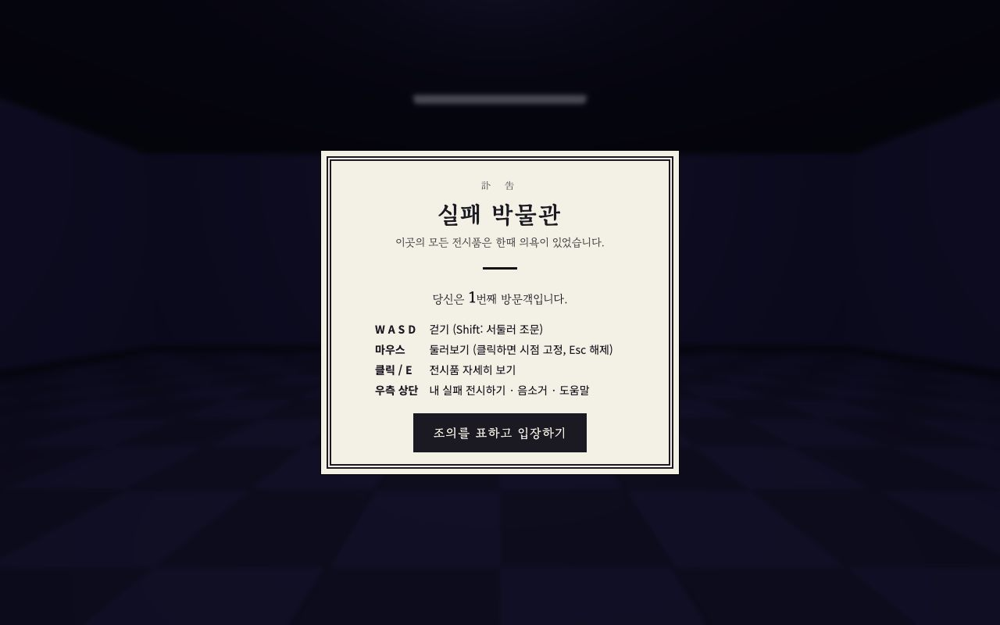 訃 告
실패 박물관
이곳의 모든 전시품은 한때 의욕이 있었습니다.
당신은 1번째 방문객입니다.
W A S D 걷기 (Shift: 서둘러 조문)
마우스 둘러보기 (클릭하면 시점 고정, Esc 해제)
클릭 / E 전시품 자세히 보기
우측 상단 내 실패 전시하기 · 음소거 · 도움말
조의를 표하고 입장하기